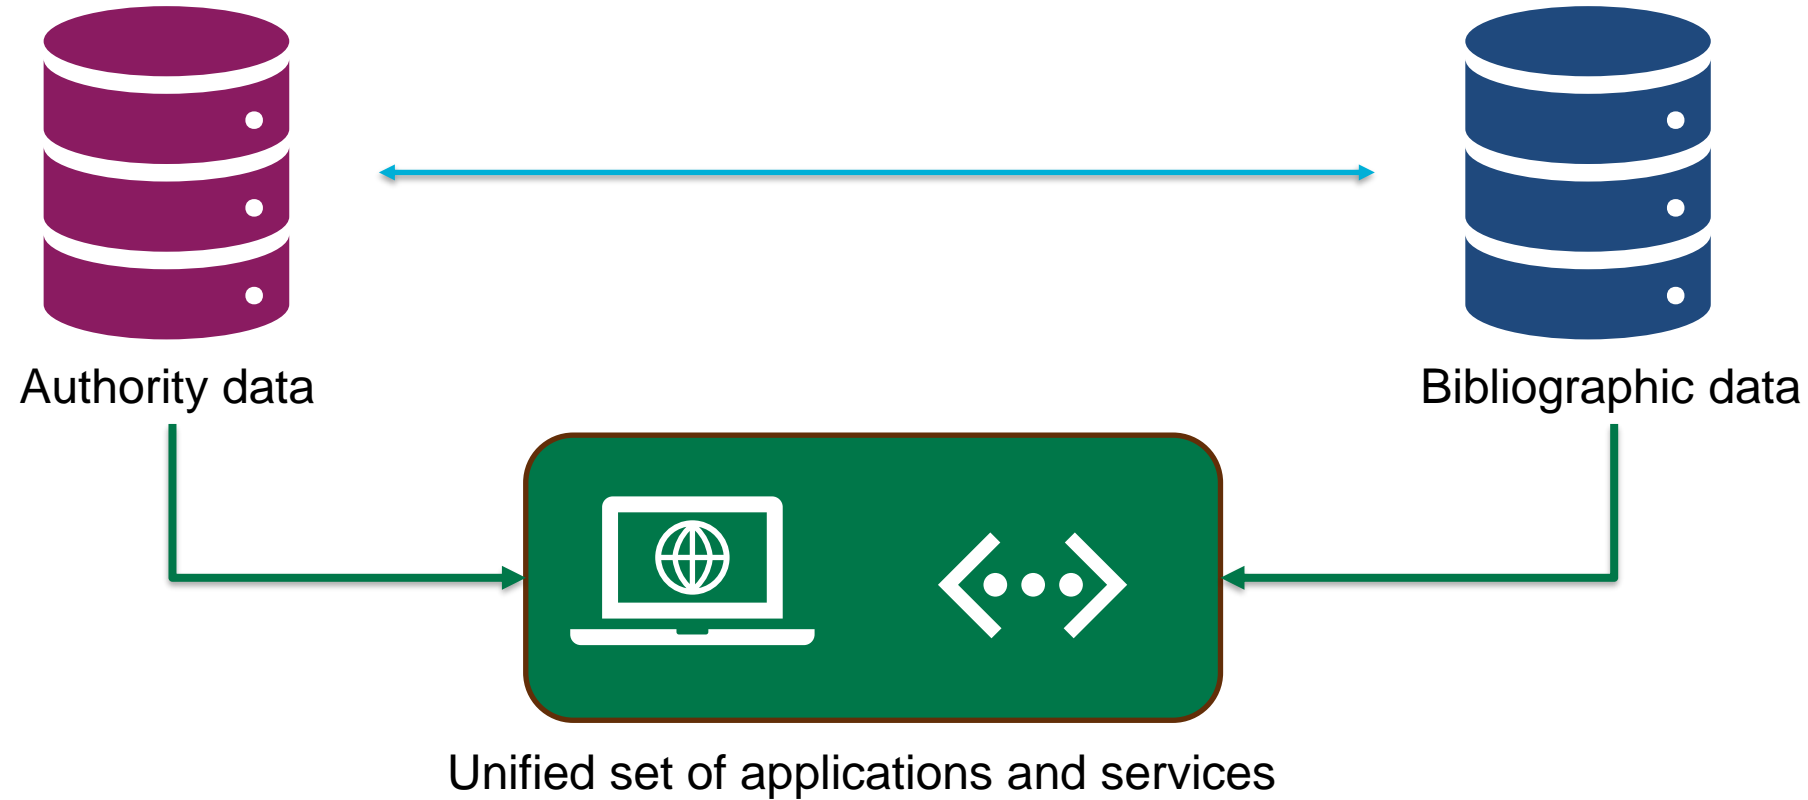 Authority data
Bibliographic data
Unified set of applications and services